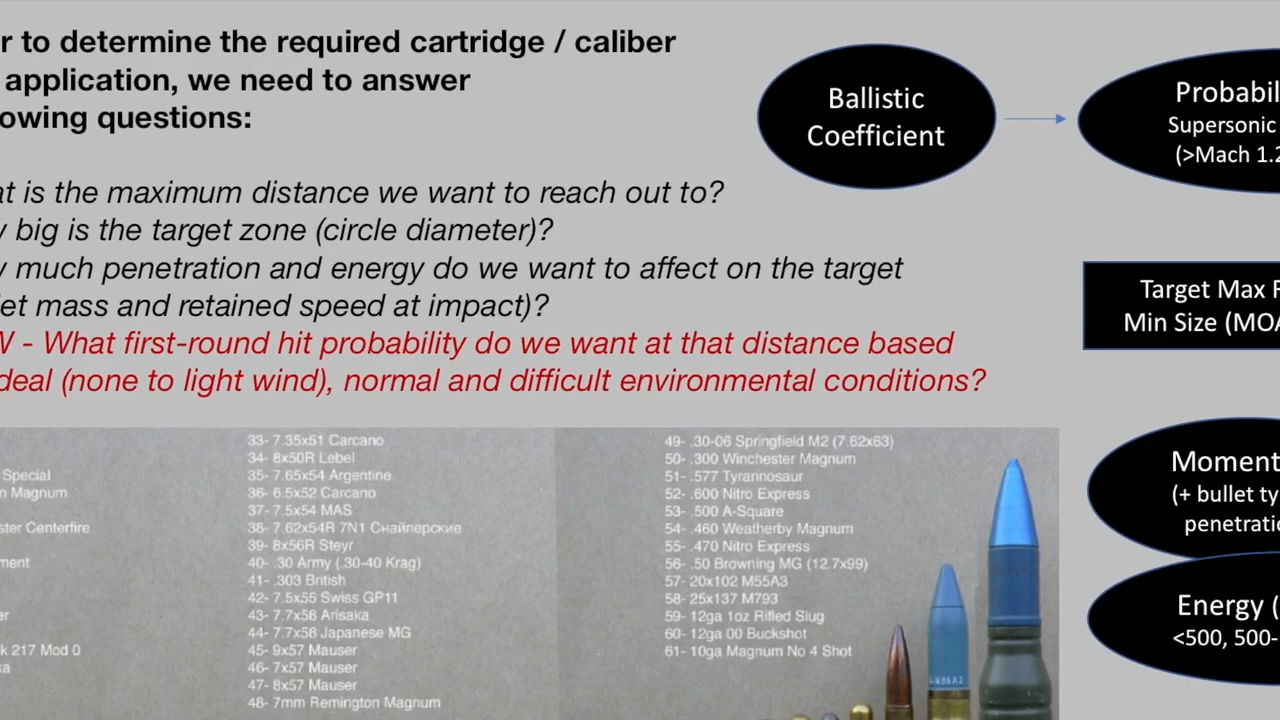 r to determine the required cartridge / caliber
application, we need to answer
owing questions:
at is the maximum distance we want to reach out to?
v big is the target zone (circle diameter)?
v much penetration and energy do we want to affect on the target
let mass and retained speed at impact)?
W - What first-round hit probability do we want at that distance based
deal (none to light wind), normal and difficult environmental conditions?
Ballistic
Coefficient
Probabil
Supersonic
(>Mach 1.2
Target Max R
Min Size (MOA
Moment
(+ bullet ty
penetratio
Energy (
<500, 500-
Special
n Magnum
ster Centerfire
ment
er
k 217 Mod 0
ka
33- 7.35x51 Carcano
34- 8x50R Lebel
35- 7.65x54 Argentine
36- 6.5x52 Carcano
37- 7.5x54 MAS
38- 7.62x54R 7N1 Снайперские
39- 8x56R Steyr
40- .30 Army (.30-40 Krag)
41- .303 British
42- 7.5x55 Swiss GP11
43- 7.7x58 Arisaka
44- 7.7x58 Japanese MG
45- 9x57 Mauser
46- 7x57 Mauser
47- 8x57 Mauser
48- 7mm Remington Magnum
49- .30-06 Springfield M2 (7.62x63)
50- .300 Winchester Magnum
51- .577 Tyrannosaur
52- .600 Nitro Express
53- .500 A-Square
54- .460 Weatherby Magnum
55- .470 Nitro Express
56- .50 Browning MG (12.7x99)
57- 20x102 M55A3
58- 25x137 M793
59- 12ga 1oz Rifled Slug
60- 12ga 00 Buckshot
61- 10ga Magnum No 4 Shot